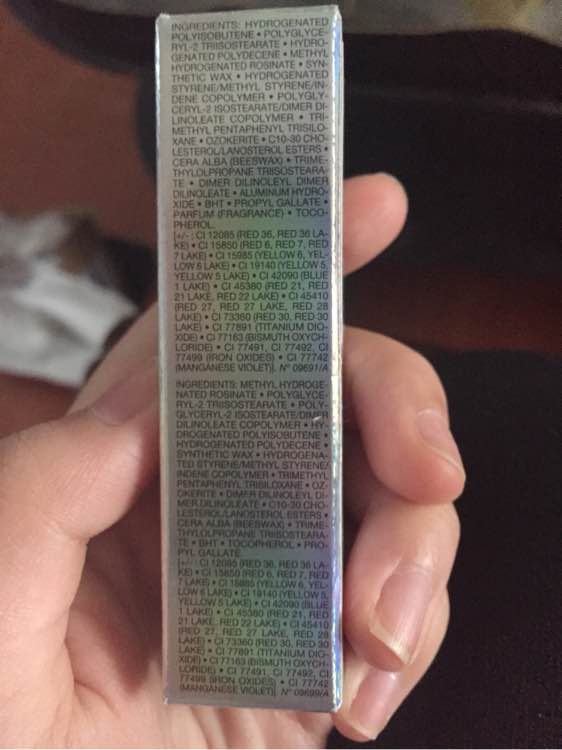 INGREDIENTS: HYDROGENATED
POLYISOBUTENE • POLYGLYCE-
RYL-2 TRIISOSTEARATE • HYDRO-
GENATED POLYDECENE • METHYL
HYDROGENATED ROSINATE • SYN-
THETIC WAX • HYDROGENATED
STYRENE/METHYL STYRENE/IN-
DENE COPOLYMER • POLYGLY-
CERYL-2 ISOSTEARATE/DIMER DI-
LINOLEATE COPOLYMER • TRI-
METHYL PENTAPHENYL TRISILO-
XANE • OZOKERITE • C10-30 CHO-
LESTEROL/LANOSTEROL ESTERS •
CERA ALBA (BEESWAX) • TRIME-
THYLOLPROPANE TRIISOSTEARA-
TE • DIMER DILINOLEYL DIMER
DILINOLEATE • ALUMINUM HYDRO-
XIDE • BHT • PROPYL GALLATE •
PARFUM (FRAGRANCE) • TOCO-
PHEROL.
[+/-: CI 12085 (RED 36, RED 36 LA-
KE) • CI 15850 (RED 6, RED 7, RED
7 LAKE) • CI 15985 (YELLOW 6, YEL-
LOW 6 LAKE) • CI 19140 (YELLOW 5,
YELLOW 5 LAKE) • CI 42090 (BLUE
1 LAKE) • CI 45380 (RED 21, RED
21 LAKE, RED 22 LAKE) • CI 45410
(RED 27, RED 27 LAKE, RED 28
LAKE) • CI 73360 (RED 30, RED 30
LAKE) • CI 77891 (TITANIUM DIO-
XIDE) • CI 77163 (BISMUTH OXYCH-
LORIDE) • CI 77491, CI 77492, CI
77499 (IRON OXIDES) • CI 77742
(MANGANESE VIOLET)]. N° 09691/A
INGREDIENTS: METHYL HYDROGE-
NATED ROSINATE • POLYGLYCE-
RYL-2 TRIISOSTEARATE • POLY-
GLYCERYL-2 ISOSTEARATE/DIMER
DILINOLEATE COPOLYMER • HY-
DROGENATED POLYISOBUTENE •
HYDROGENATED POLYDECENE •
SYNTHETIC WAX • HYDROGENA-
TED STYRENE/METHYL STYRENE/
INDENE COPOLYMER • TRIMETHYL
PENTAPHENYL TRISILOXANE • OZ-
OKERITE • DIMER DILINOLEYL DI-
MER DILINOLEATE • C10-30 CHO-
LESTEROL/LANOSTEROL ESTERS •
CERA ALBA (BEESWAX) • TRIME-
THYLOLPROPANE TRIISOSTEARA-
TE • BHT • TOCOPHEROL • PRO-
PYL GALLATE.
[+/-: CI 12085 (RED 36, RED 36 LA-
KE) • CI 15850 (RED 6, RED 7, RED
7 LAKE) • CI 15985 (YELLOW 6, YEL-
LOW 6 LAKE) • CI 19140 (YELLOW 5,
YELLOW 5 LAKE) • CI 42090 (BLUE
1 LAKE) • CI 45380 (RED 21, RED
21 LAKE, RED 22 LAKE) • CI 45410
(RED 27, RED 27 LAKE, RED 28
LAKE) • CI 73360 (RED 30, RED 30
LAKE) • CI 77891 (TITANIUM DIO-
XIDE) • CI 77163 (BISMUTH OXYCH-
LORIDE) • CI 77491, CI 77492, CI
77499 (IRON OXIDES) • CI 77742
(MANGANESE VIOLET)]. N° 09699/A